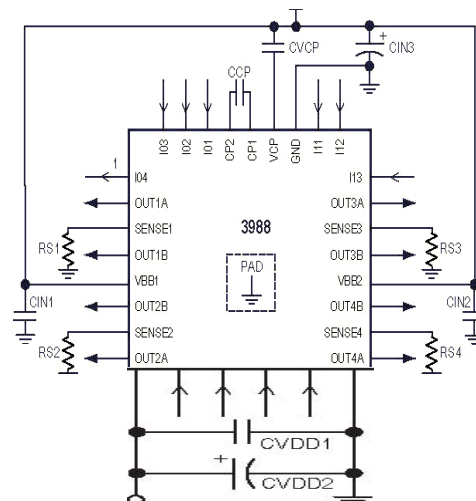 CVCP
+
CIN3
CCP
I03
I02
I01
CP2
CP1
VCP
GND
I11
I12
1
I04
I13
OUT1A
OUT3A
SENSE1
3988
SENSE3
RS1
RS3
OUT1B
OUT3B
PAD
VBB1
VBB2
CIN1
OUT2B
OUT4B
CIN2
SENSE2
SENSE4
RS2
OUT2A
OUT4A
RS4
CVDD1
+
CVDD2